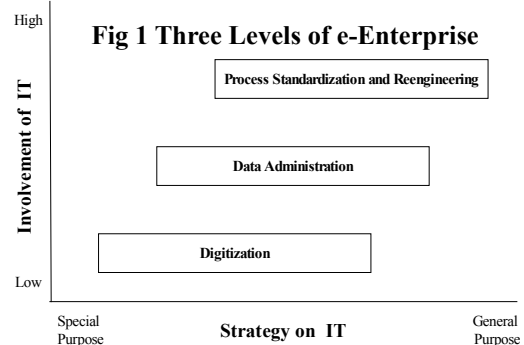 Fig 1 Three Levels of e-Enterprise
High
Process Standardization and Reengineering
Involvement of IT
Data Administration
Digitization
Low
Special
Purpose
Strategy on IT
General
Purpose